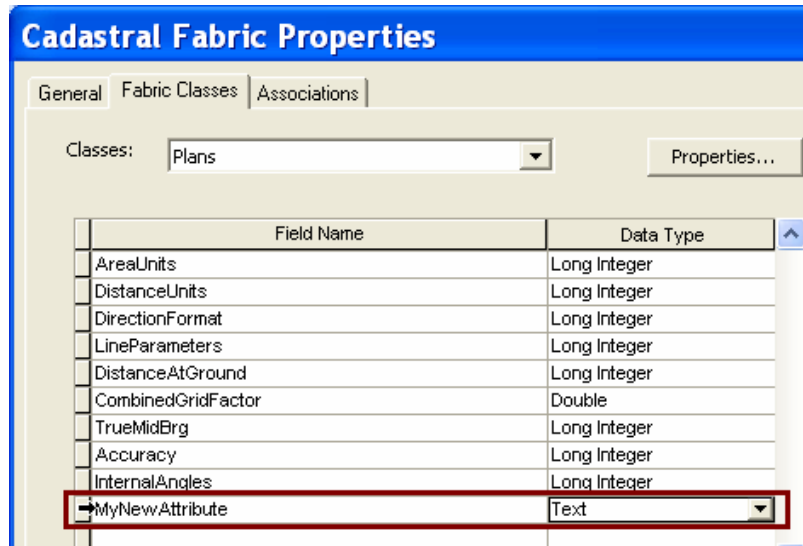 Cadastral Fabric Properties
General Fabric Classes Associations
Classes: Plans Properties...
Field Name Data Type
AreaUnits Long Integer
DistanceUnits Long Integer
DirectionFormat Long Integer
LineParameters Long Integer
DistanceAtGround Long Integer
CombinedGridFactor Double
TrueMidBrg Long Integer
Accuracy Long Integer
InternalAngles Long Integer
MyNewAttribute Text